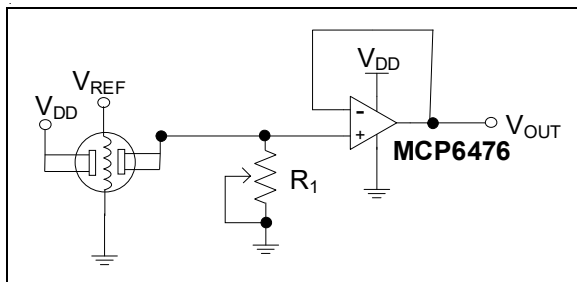 V_REF
V_DD
V_DD
-
+
V_OUT
MCP6476
R_1